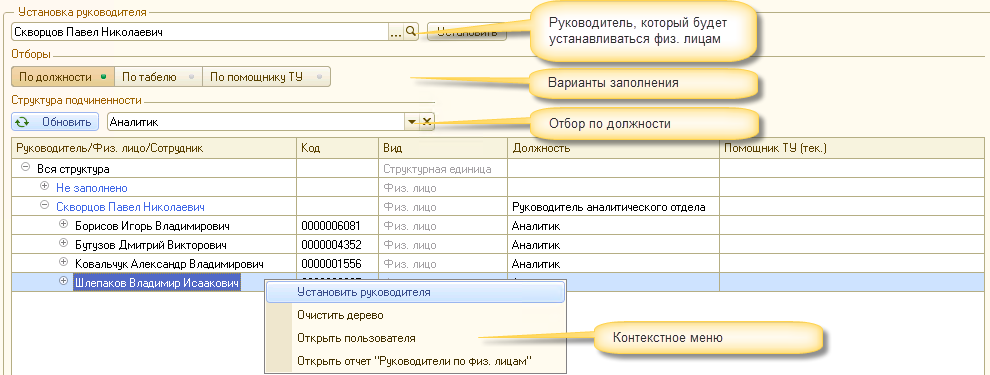 Установка руководителя
Скворцов Павел Николаевич ... Установить
Руководитель, который будет
устанавливаться физ. лицам
Отборы
По должности По табелю По помощнику ТУ
Варианты заполнения
Структура подчиненности
Обновить Аналитик
Отбор по должности
Руководитель/Физ. лицо/Сотрудник Код Вид Должность Помощник ТУ (тек.)
Вся структура Структурная единица
Не заполнено Физ. лицо
Скворцов Павел Николаевич Физ. лицо Руководитель аналитического отдела
Борисов Игорь Владимирович 0000006081 Физ. лицо Аналитик
Бугузов Дмитрий Викторович 0000004352 Физ. лицо Аналитик
Ковальчук Александр Владимирович 0000001556 Физ. лицо Аналитик
Шлепаков Владимир Исаакович
Установить руководителя
Очистить дерево
Открыть пользователя
Открыть отчет "Руководители по физ. лицам"
Контекстное меню